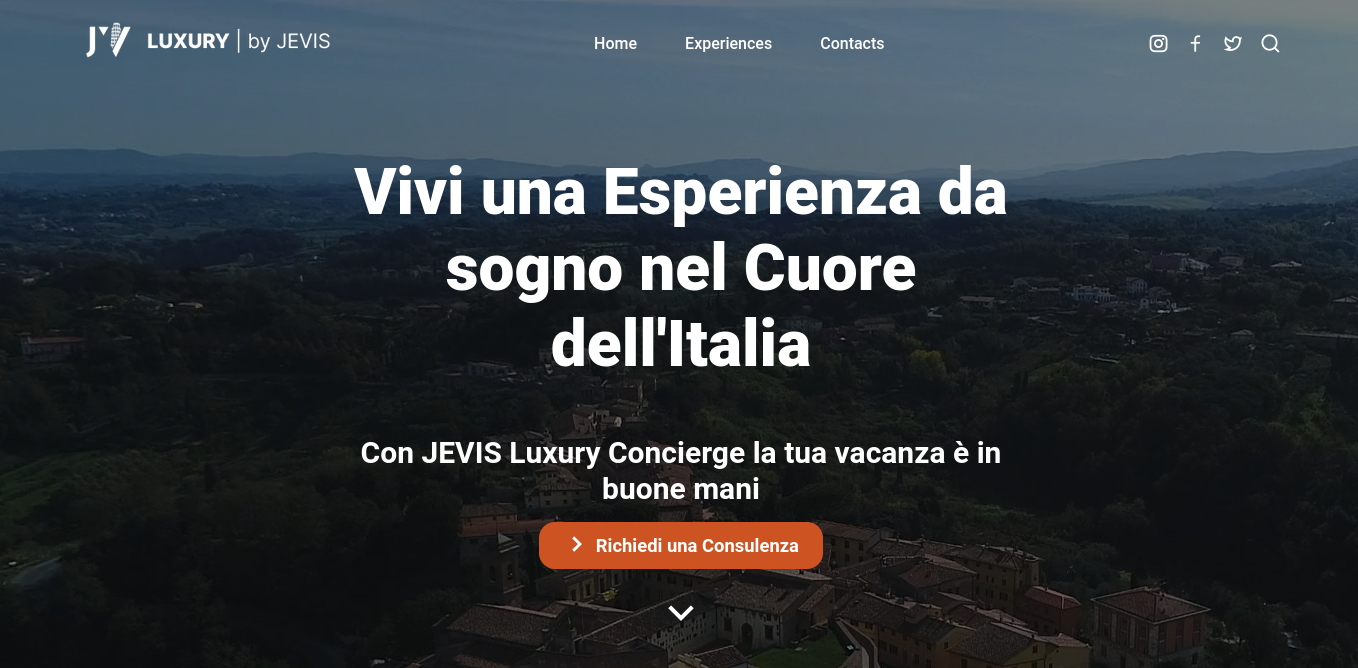 LUXURY | by JEVIS
Home Experiences Contacts
Vivi una Esperienza da
sogno nel Cuore
dell'Italia
Con JEVIS Luxury Concierge la tua vacanza è in
buone mani
Richiedi una Consulenza